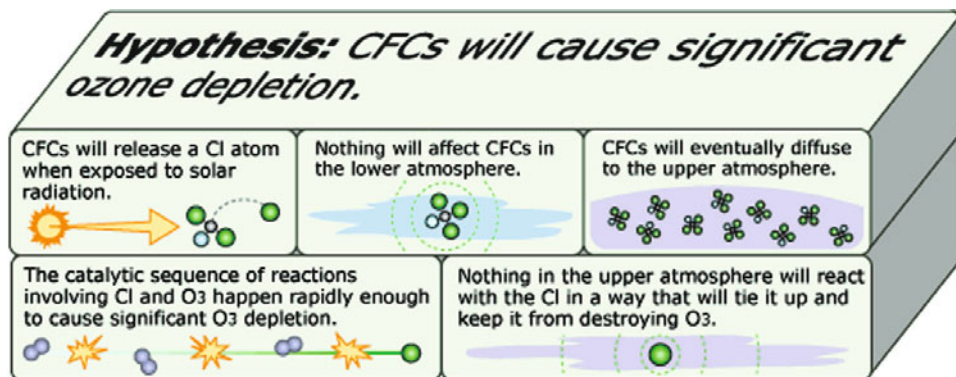 Hypothesis: CFCs will cause significant
ozone depletion.
CFCs will release a Cl atom
when exposed to solar
radiation.
Nothing will affect CFCs in
the lower atmosphere.
CFCs will eventually diffuse
to the upper atmosphere.
The catalytic sequence of reactions
involving Cl and O3 happen rapidly enough
to cause significant O3 depletion.
Nothing in the upper atmosphere will react
with the Cl in a way that will tie it up and
keep it from destroying O3.